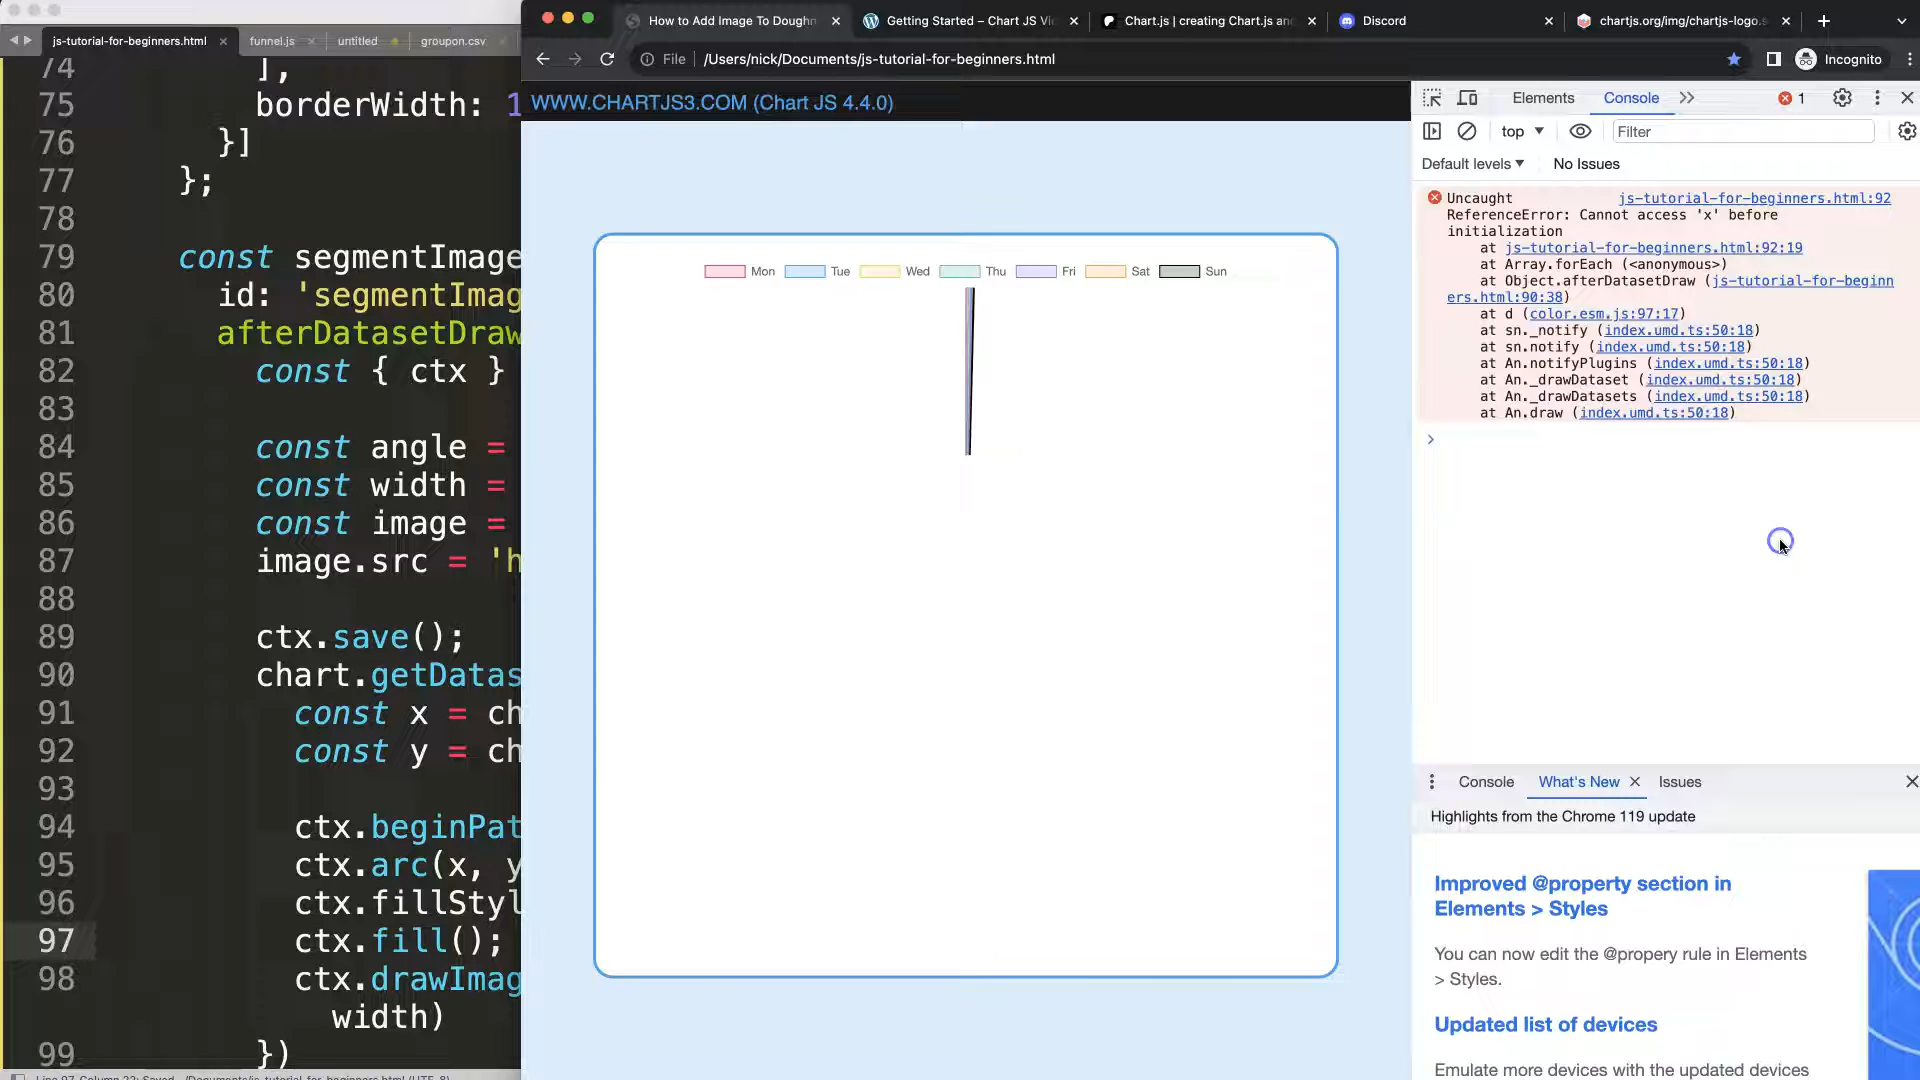 js-tutorial-for-beginners.html
funnel.js
untitled
groupon.csv
74 ],
75 borderWidth: 1
76 }]
77 };
78
79 const segmentImage
80 id: 'segmentImag
81 afterDatasetDraw
82 const { ctx }
83
84 const angle =
85 const width =
86 const image =
87 image.src = 'h
88
89 ctx.save();
90 chart.getDatas
91 const x = ch
92 const y = ch
93
94 ctx.beginPat
95 ctx.arc(x, y
96 ctx.fillStyl
97 ctx.fill();
98 ctx.drawImag
width)
99 })
How to Add Image To Doughn
Getting Started – Chart JS Vi
Chart.js | creating Chart.js an
Discord
chartjs.org/img/chartjs-logo.s
File
/Users/nick/Documents/js-tutorial-for-beginners.html
Incognito
WWW.CHARTJS3.COM (Chart JS 4.4.0)
Mon Tue Wed Thu Fri Sat Sun
Elements Console 1
top Filter
Default levels No Issues
Uncaught js-tutorial-for-beginners.html:92
ReferenceError: Cannot access 'x' before
initialization
at js-tutorial-for-beginners.html:92:19
at Array.forEach (<anonymous>)
at Object.afterDatasetDraw (js-tutorial-for-beginn
ers.html:90:38)
at d (color.esm.js:97:17)
at sn._notify (index.umd.ts:50:18)
at sn.notify (index.umd.ts:50:18)
at An.notifyPlugins (index.umd.ts:50:18)
at An._drawDataset (index.umd.ts:50:18)
at An._drawDatasets (index.umd.ts:50:18)
at An.draw (index.umd.ts:50:18)
Console What's New Issues
Highlights from the Chrome 119 update
Improved @property section in
Elements > Styles
You can now edit the @propery rule in Elements
> Styles.
Updated list of devices
Emulate more devices with the updated devices